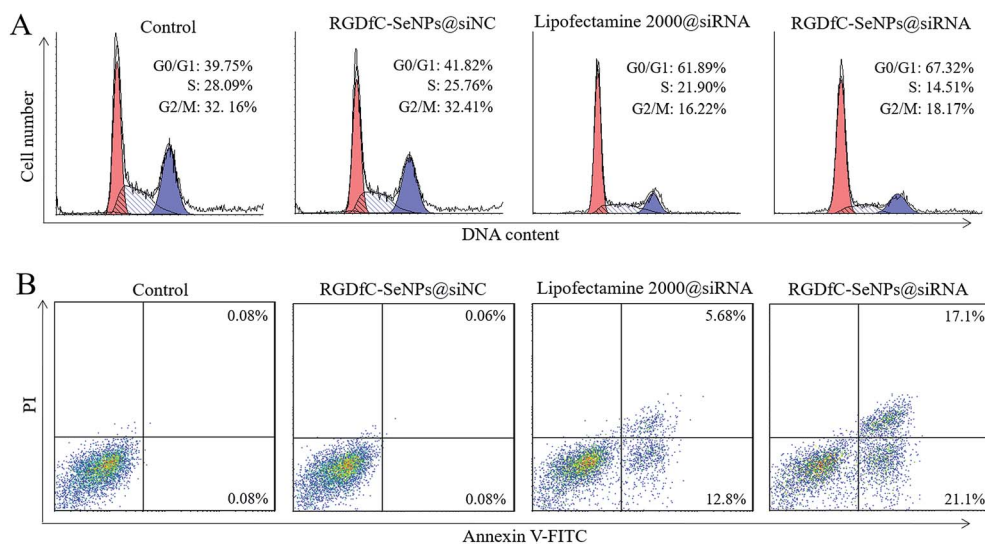 A
Control
RGDfC-SeNPs@siNC
Lipofectamine 2000@siRNA
RGDfC-SeNPs@siRNA
Cell number
G0/G1: 39.75%
S: 28.09%
G2/M: 32. 16%
G0/G1: 41.82%
S: 25.76%
G2/M: 32.41%
G0/G1: 61.89%
S: 21.90%
G2/M: 16.22%
G0/G1: 67.32%
S: 14.51%
G2/M: 18.17%
DNA content
B
Control
RGDfC-SeNPs@siNC
Lipofectamine 2000@siRNA
RGDfC-SeNPs@siRNA
PI
0.08%
0.06%
5.68%
17.1%
0.08%
0.08%
12.8%
21.1%
Annexin V-FITC